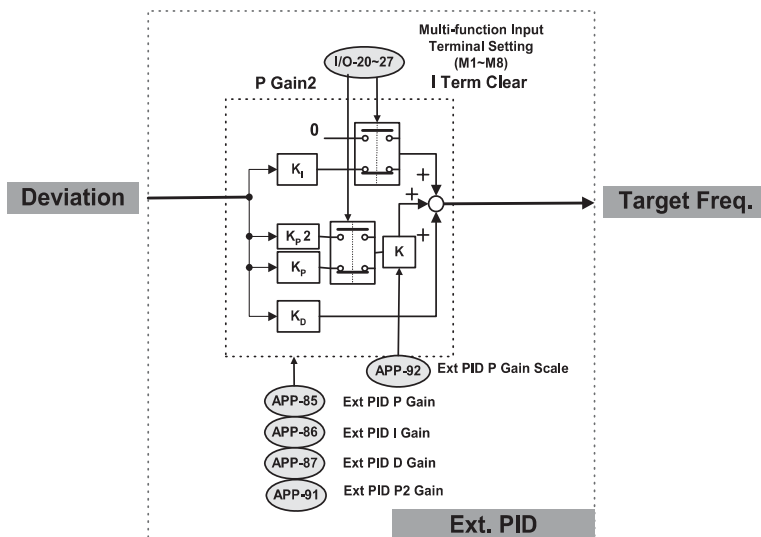 Multi-function Input
Terminal Setting
(M1~M8)
I/O-20~27
P Gain2
I Term Clear
0
K_I
+
+
Deviation
Target Freq.
K_P 2
+
K
K_P
K_D
APP-92
Ext PID P Gain Scale
APP-85
Ext PID P Gain
APP-86
Ext PID I Gain
APP-87
Ext PID D Gain
APP-91
Ext PID P2 Gain
Ext. PID